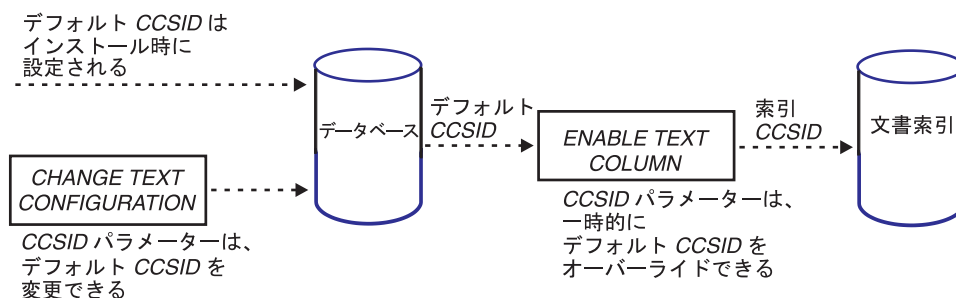 デフォルト CCSID は
インストール時に
設定される
データベース
デフォルト
CCSID
ENABLE TEXT
COLUMN
索引
CCSID
文書索引
CHANGE TEXT
CONFIGURATION
CCSID パラメーターは、
デフォルト CCSID を
変更できる
CCSID パラメーターは、
一時的に
デフォルト CCSID を
オーバーライドできる